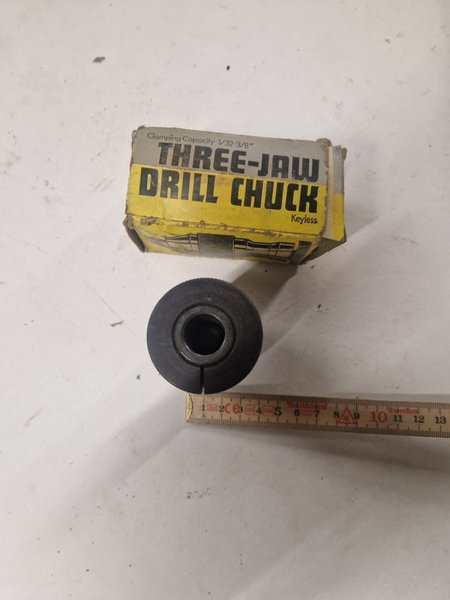 Clamping Capacity 1/32-3/8"
THREE-JAW
DRILL CHUCK
Keyless
1 2 CE 3 4 5 6 7 8 9 10 11 12 13